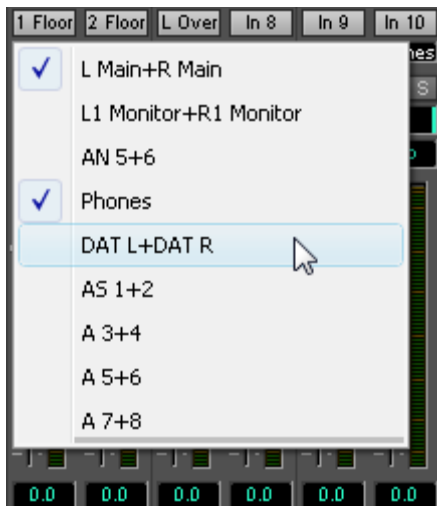 1 Floor 2 Floor L Over In 8 In 9 In 10
nes
L Main+R Main
S
L1 Monitor+R1 Monitor
AN 5+6
Phones
DAT L+DAT R
AS 1+2
A 3+4
A 5+6
A 7+8
0.0 0.0 0.0 0.0 0.0 0.0